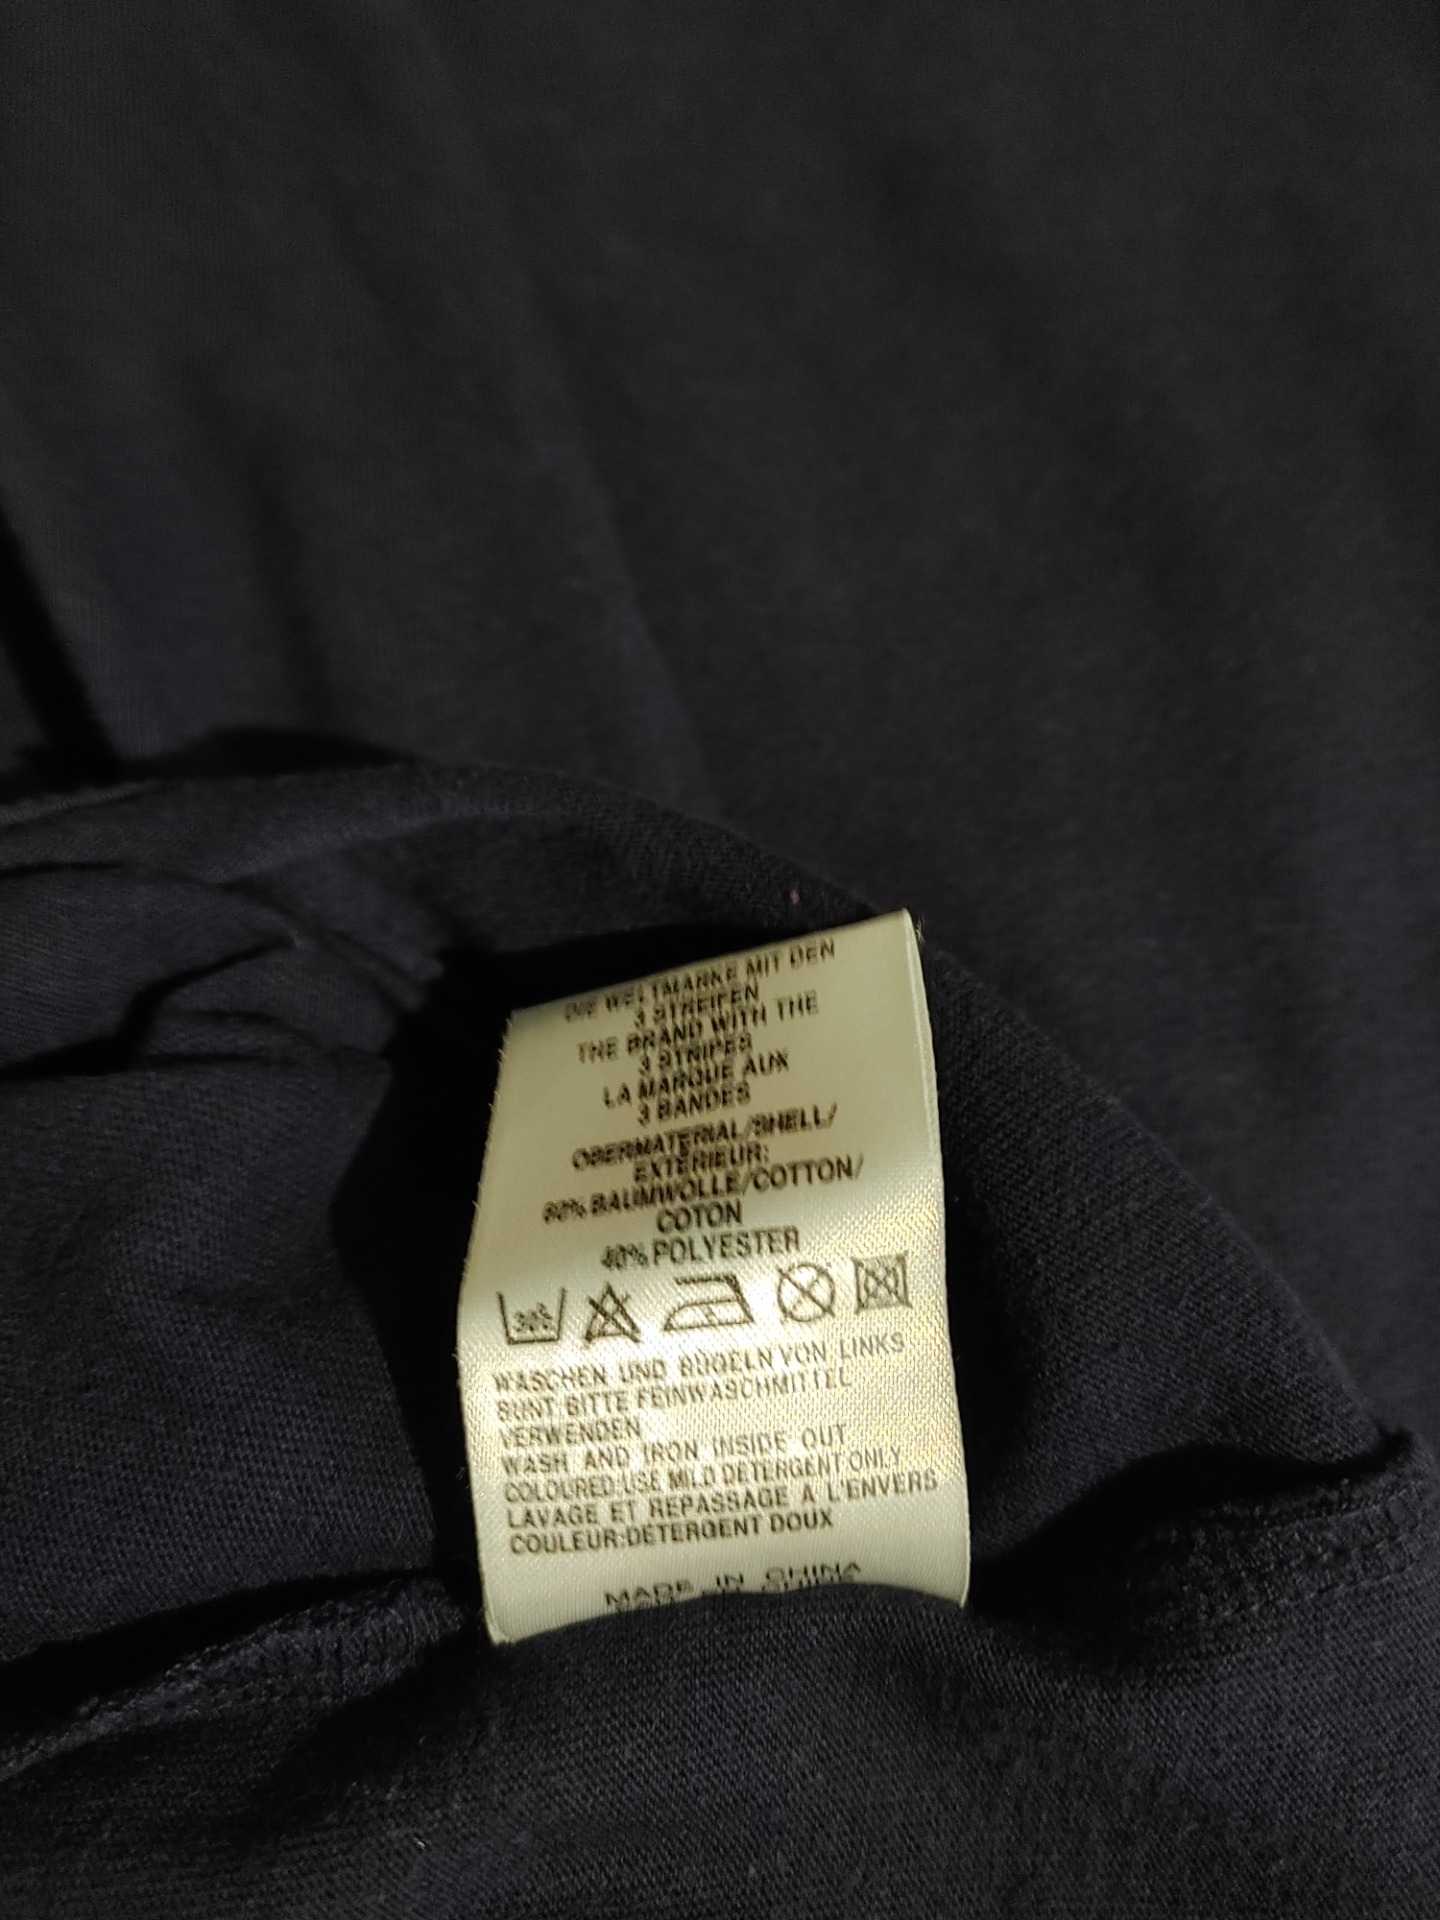 DIE WELTMARKE MIT DEN
3 STREIFEN
THE BRAND WITH THE
3 STRIPES
LA MARQUE AUX
3 BANDES
OBERMATERIAL/SHELL/
EXTÉRIEUR:
60% BAUMWOLLE/COTTON/
COTON
40% POLYESTER
30°
WASCHEN UND BÜGELN VON LINKS
BUNT: BITTE FEINWASCHMITTEL
VERWENDEN
WASH AND IRON INSIDE OUT
COLOURED:USE MILD DETERGENT ONLY
LAVAGE ET REPASSAGE A L'ENVERS
COULEUR:DETERGENT DOUX
MADE IN CHINA